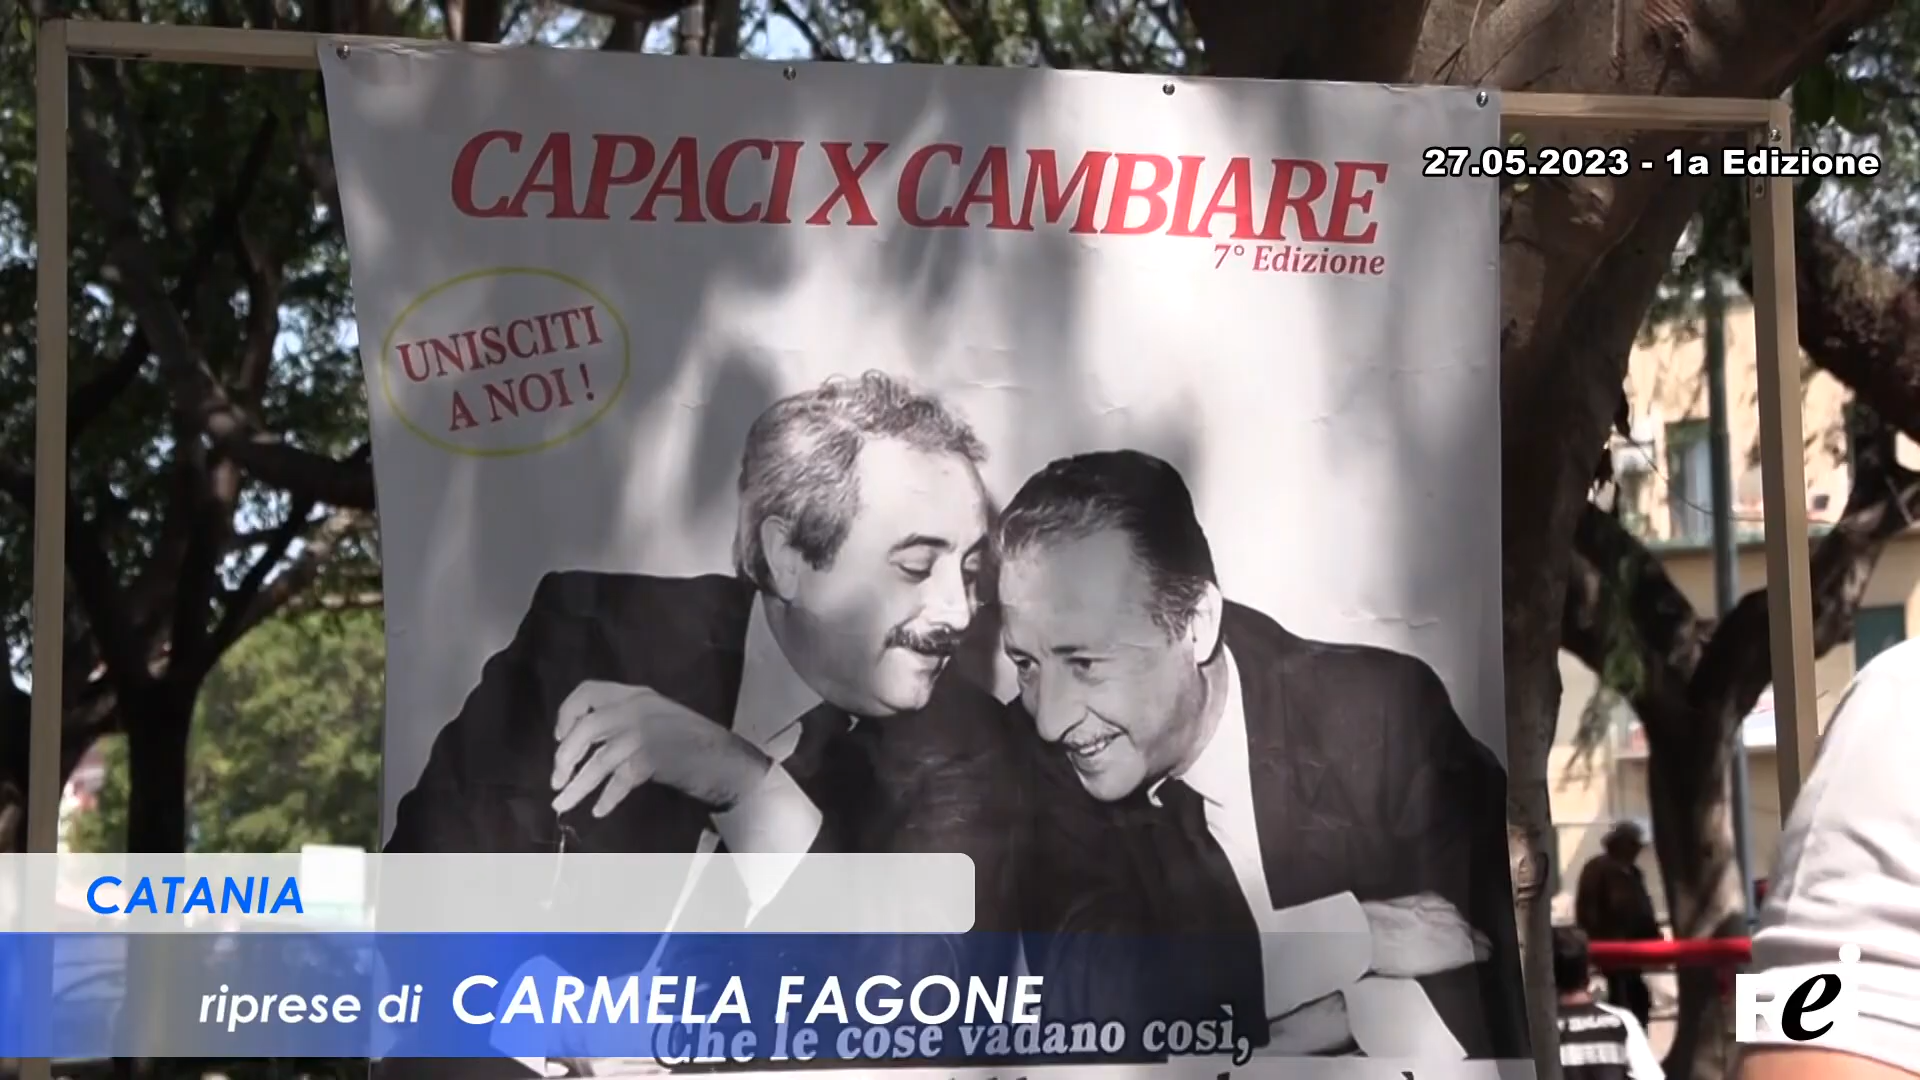 CAPACI X CAMBIARE
27.05.2023 - 1a Edizione
7° Edizione
UNISCITI
A NOI !
CATANIA
riprese di CARMELA FAGONE
Che le cose vadano così,
Rei